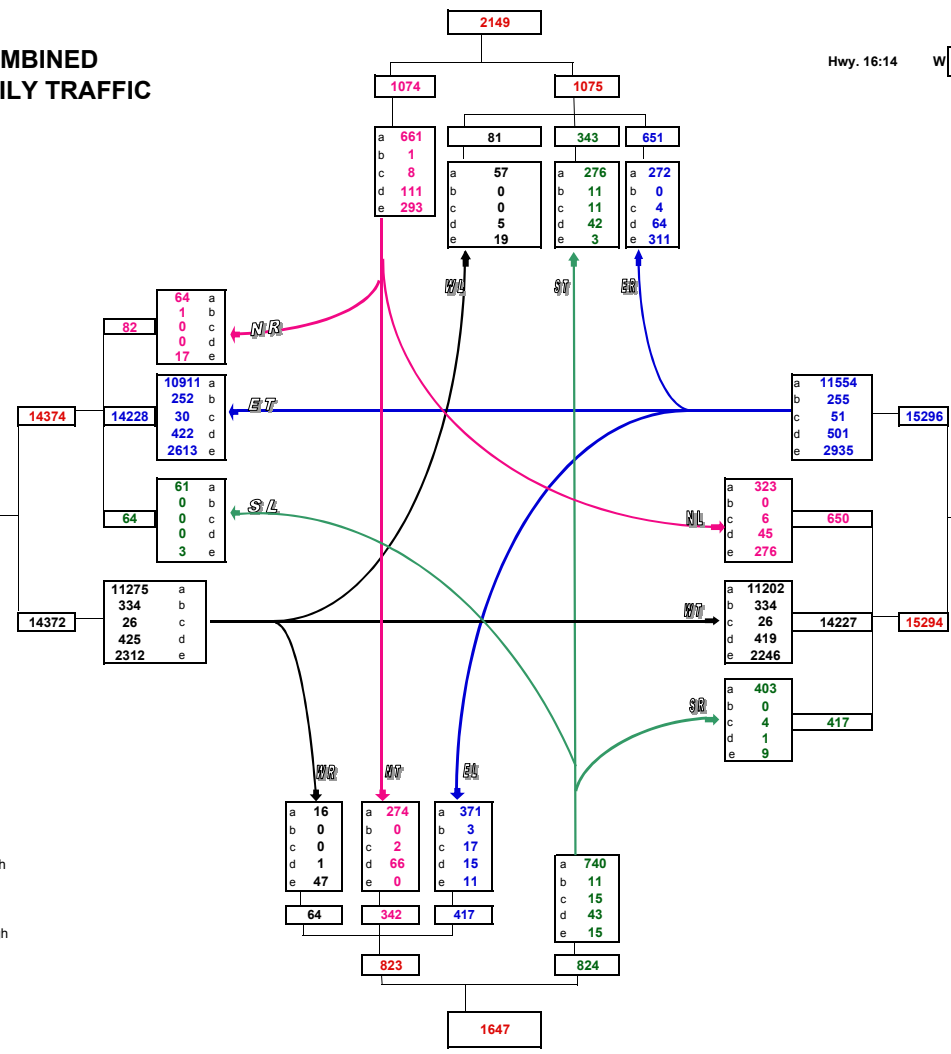 2149
MBINED
ILY TRAFFIC
Hwy. 16:14 W
1074 1075
81 343 651
a 661
b 1
c 8
d 111
e 293
a 57
b 0
c 0
d 5
e 19
a 276
b 11
c 11
d 42
e 3
a 272
b 0
c 4
d 64
e 311
WL ST ER
82
64 a
1 b
0 c
0 d
17 e
NR
14374 14228
10911 a
252 b
30 c
422 d
2613 e
ET
a 11554
b 255
c 51
d 501
e 2935
15296
64
61 a
0 b
0 c
0 d
3 e
SL
NL
a 323
b 0
c 6
d 45
e 276
650
14372
11275 a
334 b
26 c
425 d
2312 e
WT
a 11202
b 334
c 26
d 419
e 2246
14227 15294
SR
a 403
b 0
c 4
d 1
e 9
417
WR NT EL
a 16
b 0
c 0
d 1
e 47
a 274
b 0
c 2
d 66
e 0
a 371
b 3
c 17
d 15
e 11
a 740
b 11
c 15
d 43
e 15
h
h
64 342 417
823 824
1647